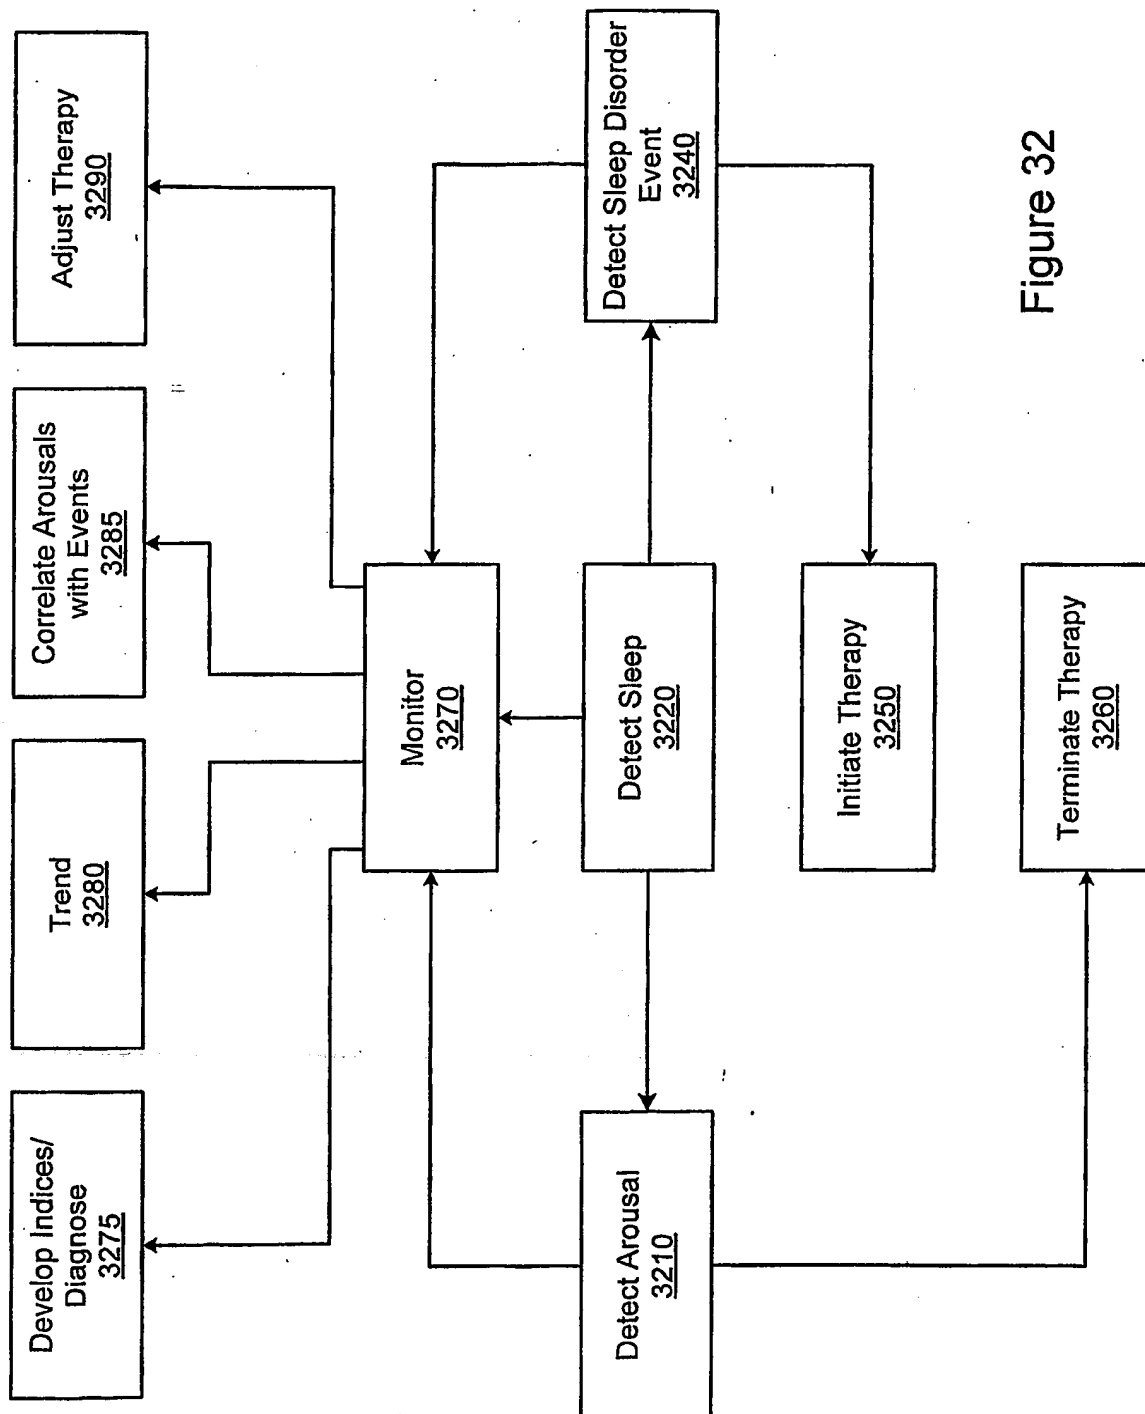 Develop Indices/
Diagnose
3275
Trend
3280
Correlate Arousals
with Events
3285
Adjust Therapy
3290
Monitor
3270
Detect Arousal
3210
Detect Sleep
3220
Detect Sleep Disorder
Event
3240
Initiate Therapy
3250
Terminate Therapy
3260
Figure 32